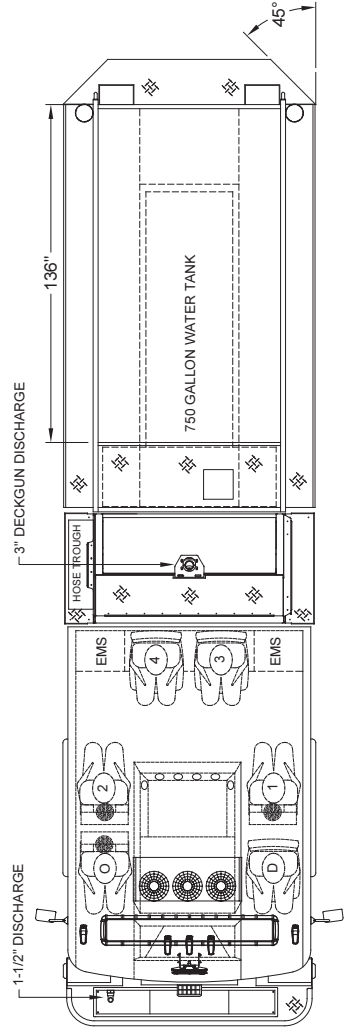 1-1/2" DISCHARGE
3" DECKGUN DISCHARGE
136"
45°
HOSE TROUGH
750 GALLON WATER TANK
EMS
EMS
O
2
4
3
D
1